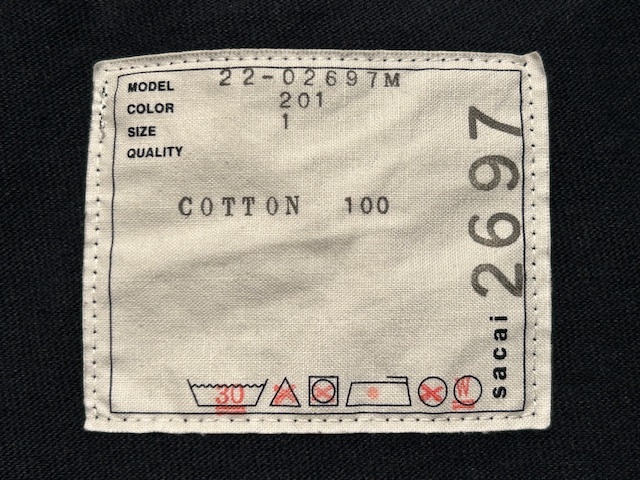 MODEL 22-02697M
COLOR 201
SIZE 1
QUALITY
COTTON 100
30
W
sacai 2697